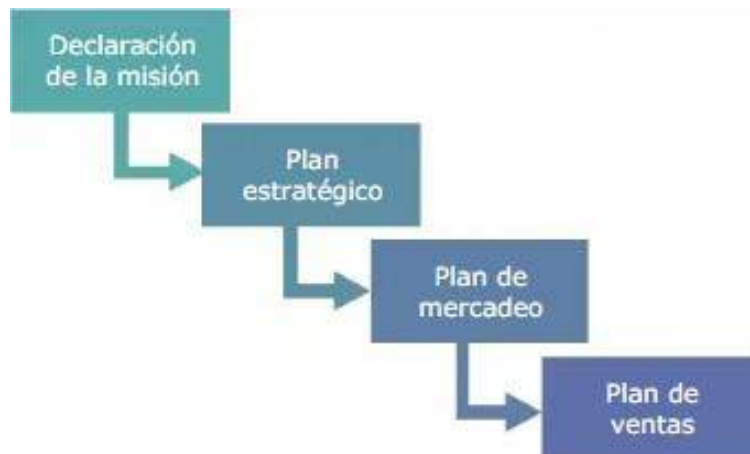 Declaración
de la misión
Plan
estratégico
Plan de
mercadeo
Plan de
ventas